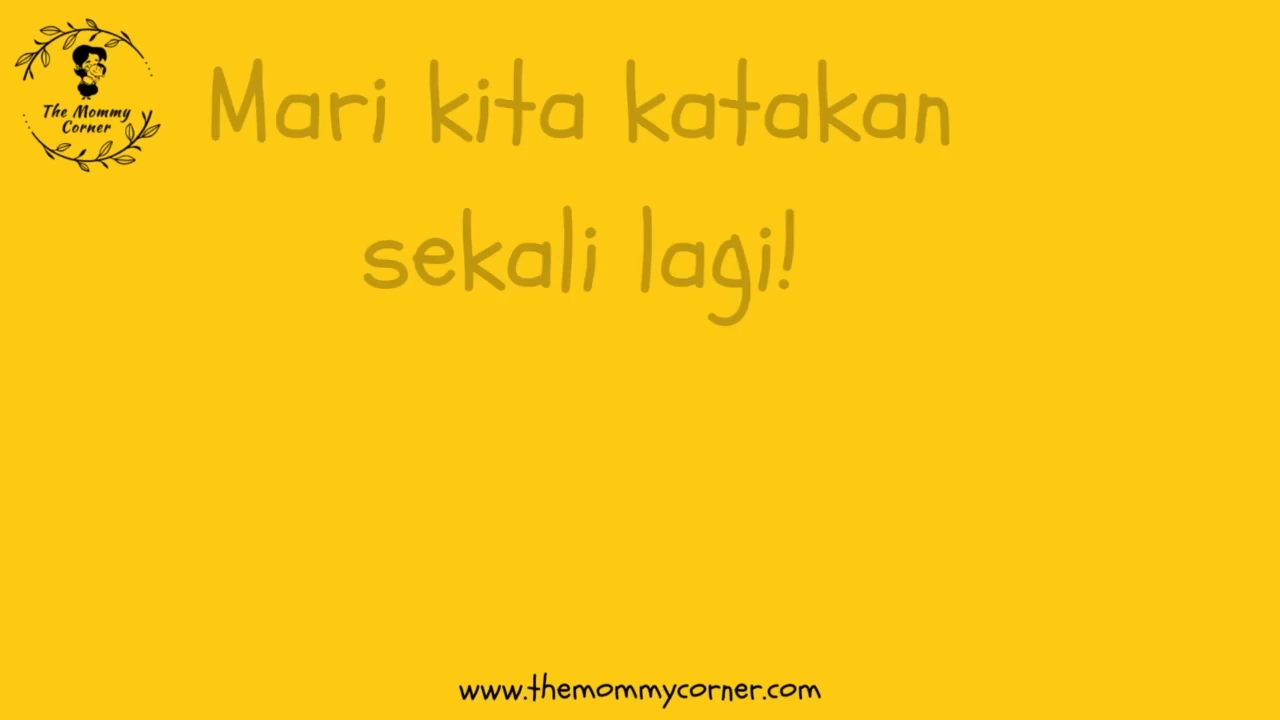 The Mommy
Corner
Mari kita katakan
sekali lagi!
www.themommycorner.com